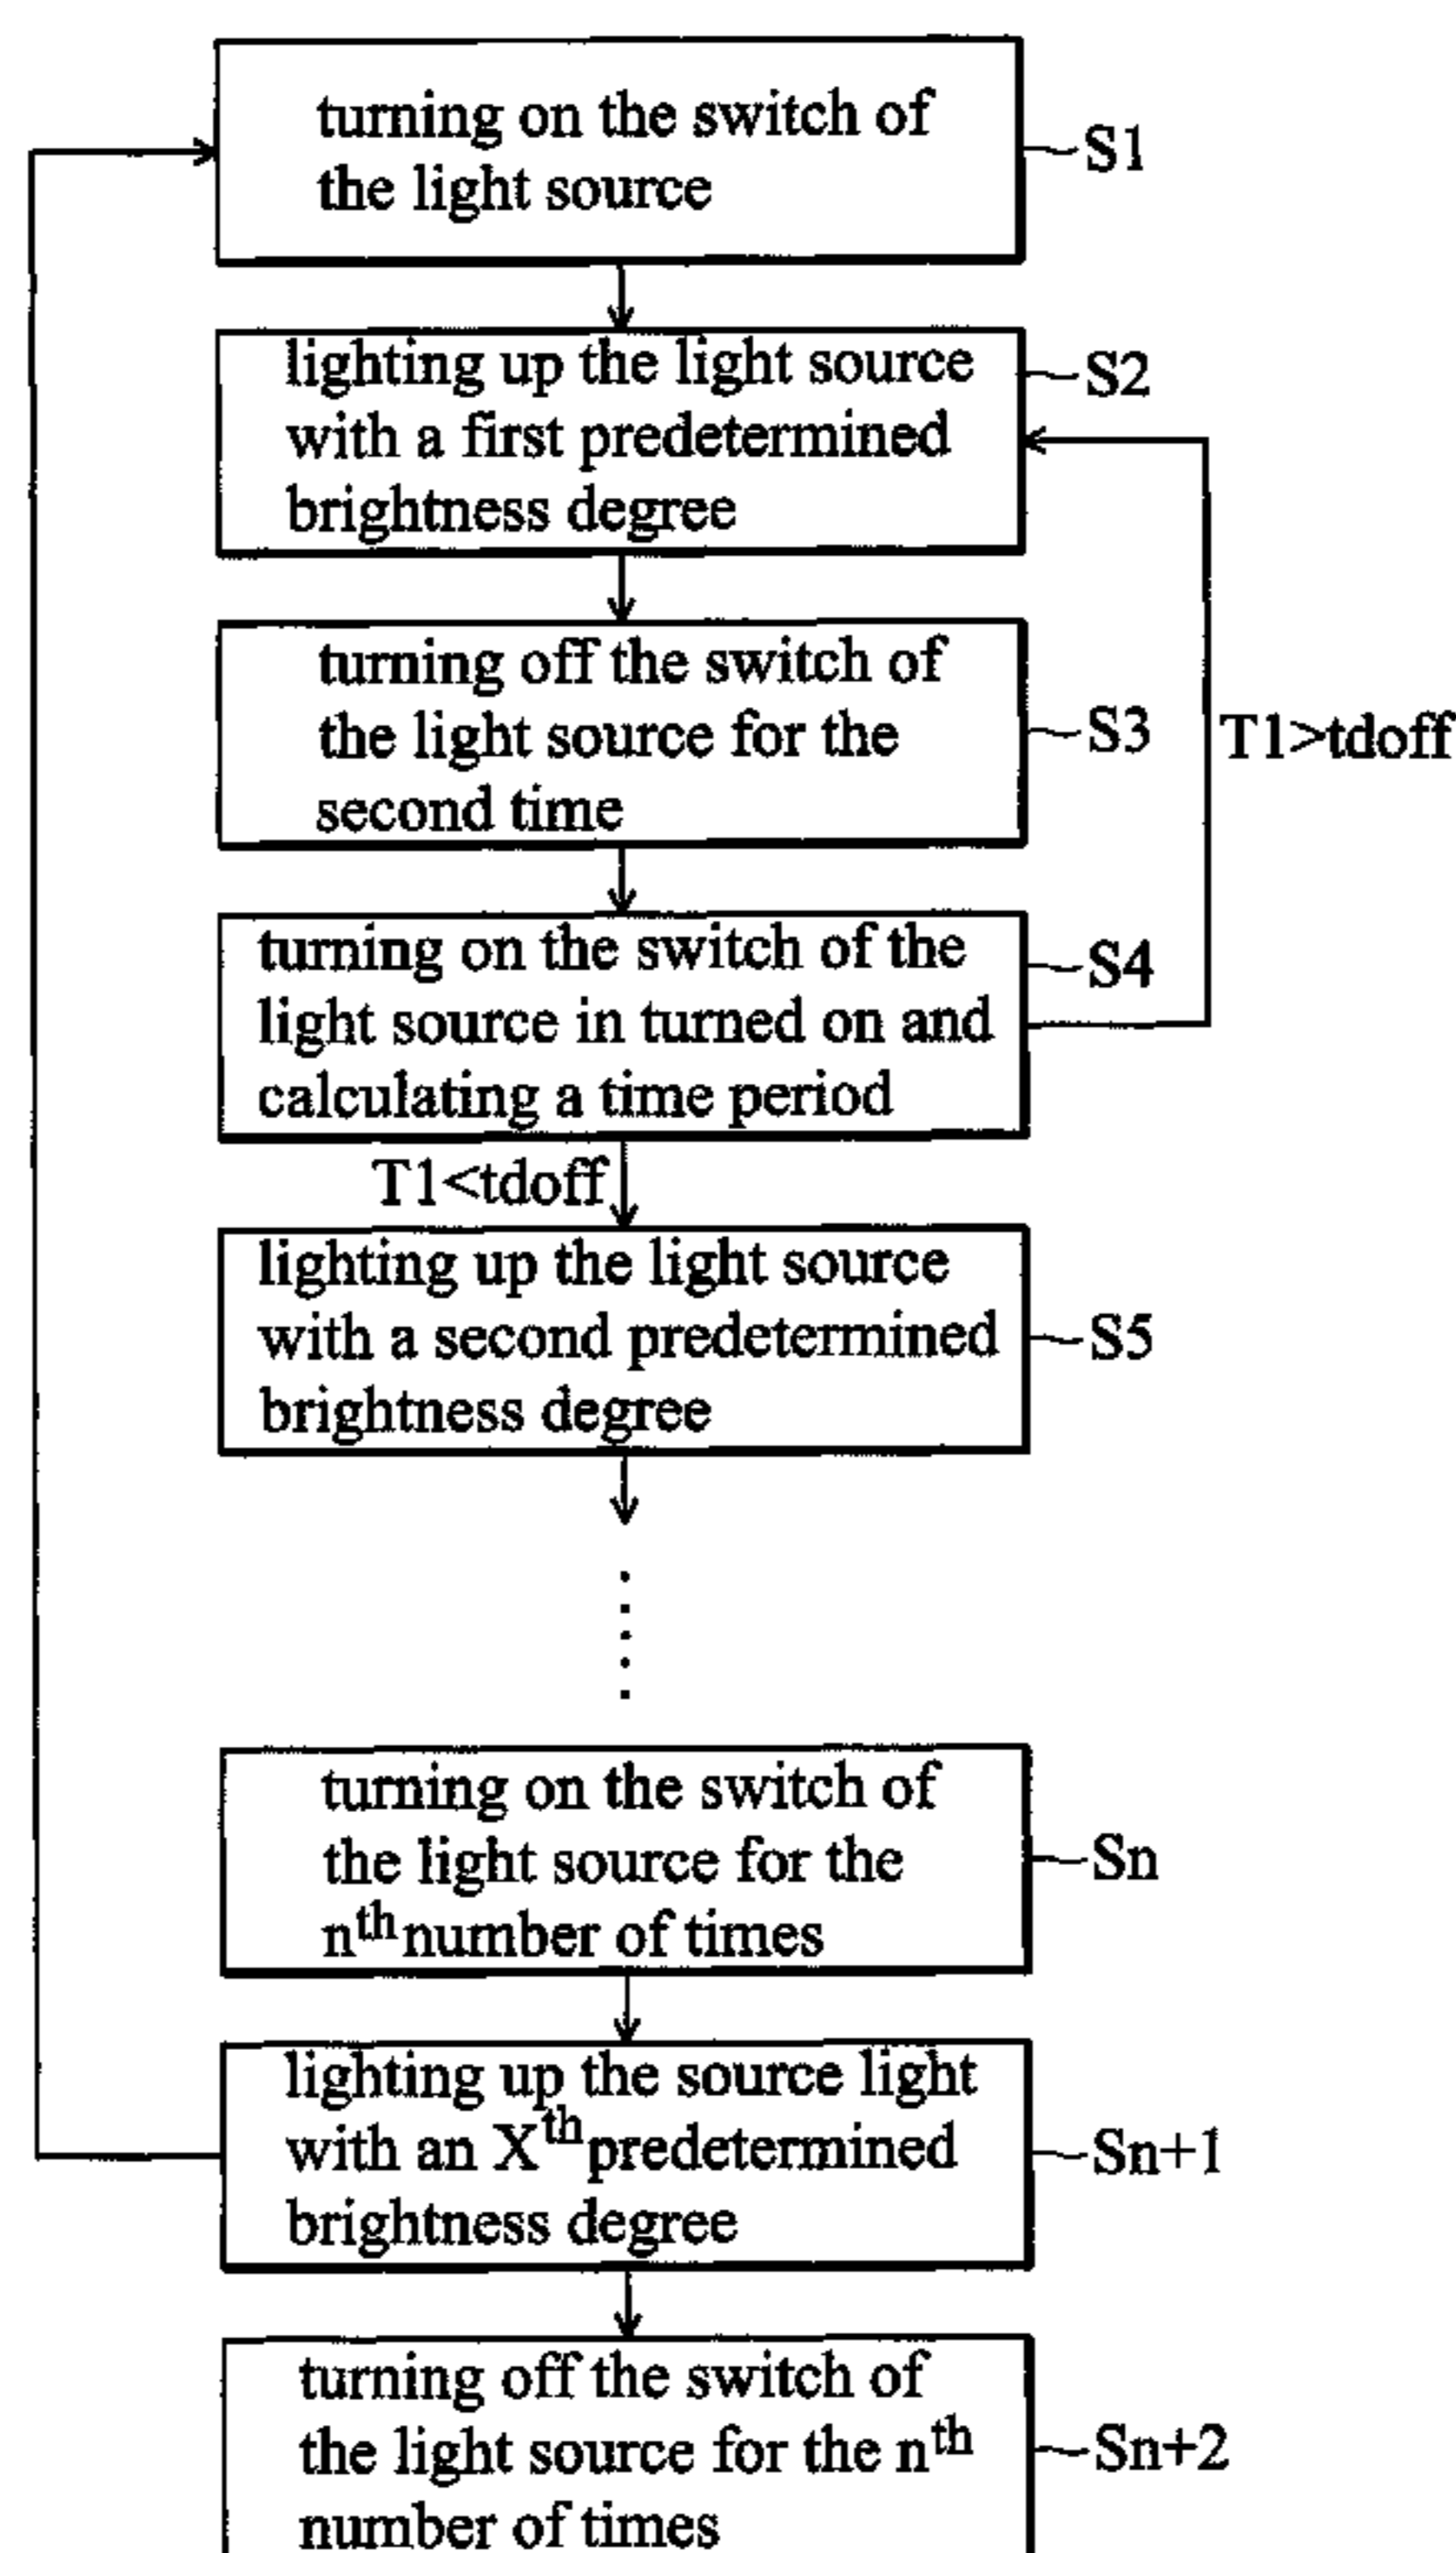 turning on the switch of
the light source
S1
lighting up the light source
with a first predetermined
brightness degree
S2
turning off the switch of
the light source for the
second time
S3
T1>tdoff
turning on the switch of the
light source in turned on and
calculating a time period
S4
T1<tdoff
lighting up the light source
with a second predetermined
brightness degree
S5
turning on the switch of
the light source for the
nth number of times
Sn
lighting up the source light
with an Xth predetermined
brightness degree
Sn+1
turning off the switch of
the light source for the nth
number of times
Sn+2